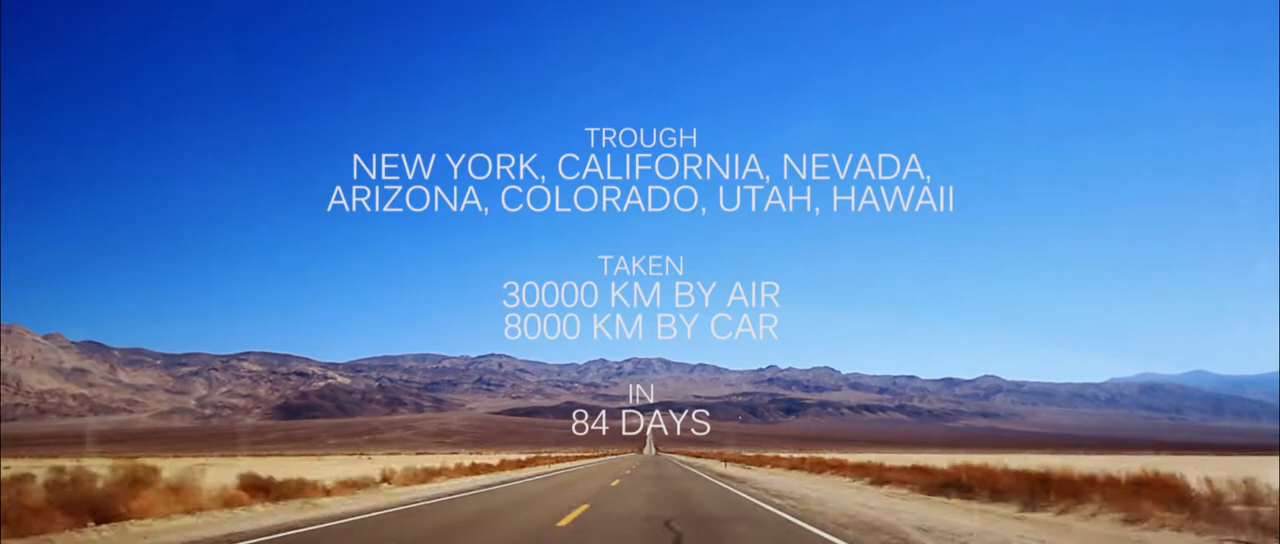 TROUGH
NEW YORK, CALIFORNIA, NEVADA,
ARIZONA, COLORADO, UTAH, HAWAII
TAKEN
30000 KM BY AIR
8000 KM BY CAR
IN
84 DAYS